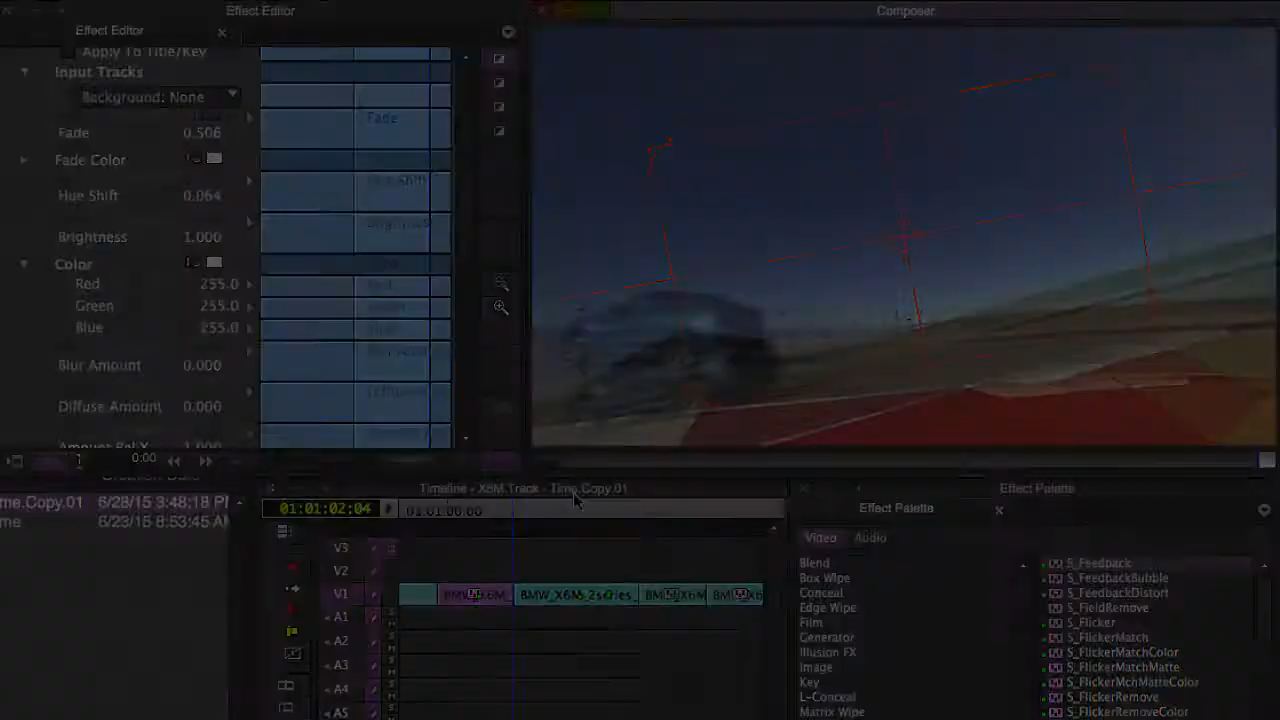 Effect Editor
Effect Editor
Apply To Title/Key
Input Tracks
Background: None
Fade 0.506
Fade
Fade Color
Hue Shift 0.064
Brightness 1.000
Color
Red 255.0
Green 255.0
Blue 255.0
Blur Amount 0.000
Diffuse Amount 0.000
Composer
0:00
me.Copy.01 6/28/15 3:48:18 P
me 6/23/15 8:53:45 A
Timeline - X6M.Track - Time.Copy.01
01:01:02:04
01:01:00:00
V3
V2
V1
BMW_X6M_2series_
A1
A2
A3
A4
A5
Effect Palette
Effect Palette
Video Audio
Blend
Box Wipe
Conceal
Edge Wipe
Film
Generator
Illusion FX
Image
Key
L-Conceal
Matrix Wipe
S_Feedback
S_FeedbackBubble
S_FeedbackDistort
S_FieldRemove
S_Flicker
S_FlickerMatch
S_FlickerMatchColor
S_FlickerMatchMatte
S_FlickerMchMatteColor
S_FlickerRemove
S_FlickerRemoveColor